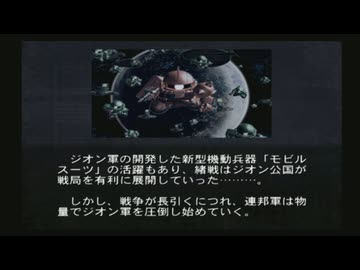 ジオン軍の開発した新型機動兵器「モビル
スーツ」の活躍もあり、緒戦はジオン公国が
戦局を有利に展開していった………。
しかし、戦争が長引くにつれ、連邦軍は物
量でジオン軍を圧倒し始めていく。